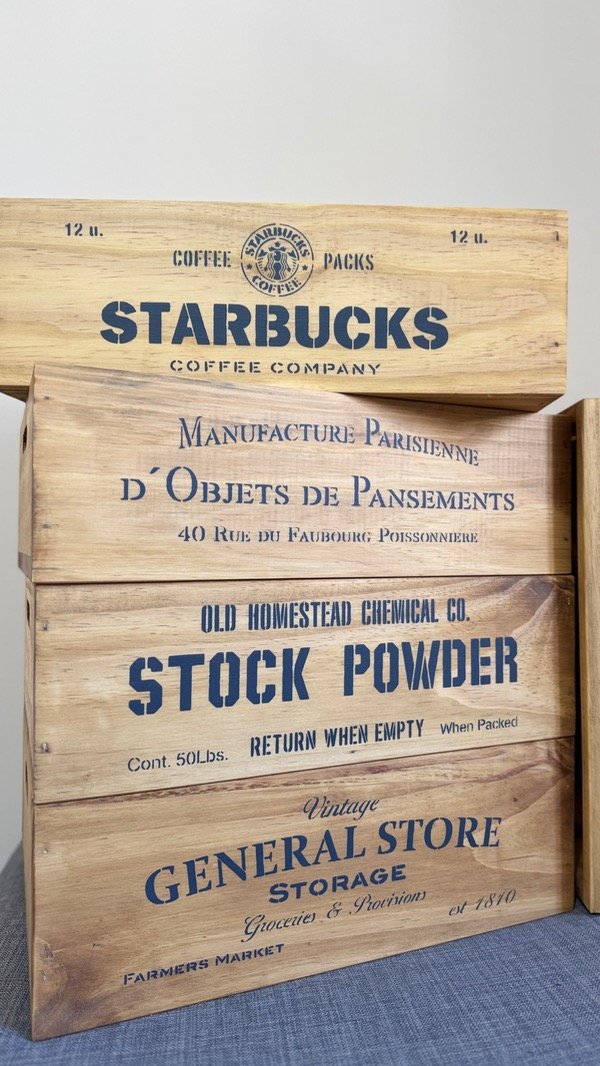 12 u.
12 u.
COFFEE
STARBUCKS
COFFEE
PACKS
STARBUCKS
COFFEE COMPANY
MANUFACTURE PARISIENNE
D´OBJETS DE PANSEMENTS
40 RUE DU FAUBOURG POISSONNIERE
OLD HOMESTEAD CHEMICAL CO.
STOCK POWDER
Cont. 50Lbs. RETURN WHEN EMPTY When Packed
Vintage
GENERAL STORE
STORAGE
Groceries & Provisions
est 1840
FARMERS MARKET